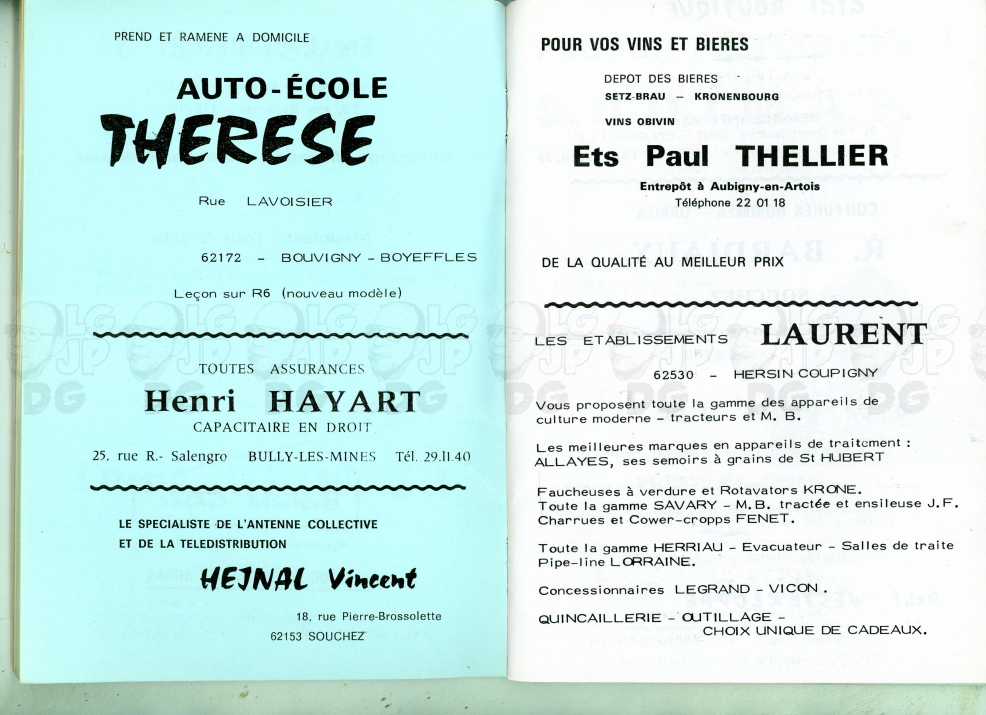 PREND ET RAMENE A DOMICILE
AUTO-ÉCOLE
THERESE
Rue LAVOISIER
62172 - BOUVIGNY - BOYEFFLES
Leçon sur R6 (nouveau modèle)
TOUTES ASSURANCES
Henri HAYART
CAPACITAIRE EN DROIT
25, rue R.- Salengro BULLY-LES-MINES Tél. 29.11.40
LE SPECIALISTE DE L'ANTENNE COLLECTIVE
ET DE LA TELEDISTRIBUTION
HEJNAL Vincent
18, rue Pierre-Brossolette
62153 SOUCHEZ
POUR VOS VINS ET BIERES
DEPOT DES BIERES
SETZ-BRAU — KRONENBOURG
VINS OBIVIN
Ets Paul THELLIER
Entrepôt à Aubigny-en-Artois
Téléphone 22 01 18
DE LA QUALITÉ AU MEILLEUR PRIX
LES ETABLISSEMENTS LAURENT
62530 - HERSIN COUPIGNY
Vous proposent toute la gamme des appareils de
culture moderne - tracteurs et M. B.
Les meilleures marques en appareils de traitement :
ALLAYES, ses semoirs à grains de St HUBERT
Faucheuses à verdure et Rotavators KRONE.
Toute la gamme SAVARY - M.B. tractée et ensileuse J.F.
Charrues et Cower-cropps FENET.
Toute la gamme HERRIAU - Evacuateur - Salles de traite
Pipe-line LORRAINE.
Concessionnaires LEGRAND - VICON.
QUINCAILLERIE - OUTILLAGE -
CHOIX UNIQUE DE CADEAUX.